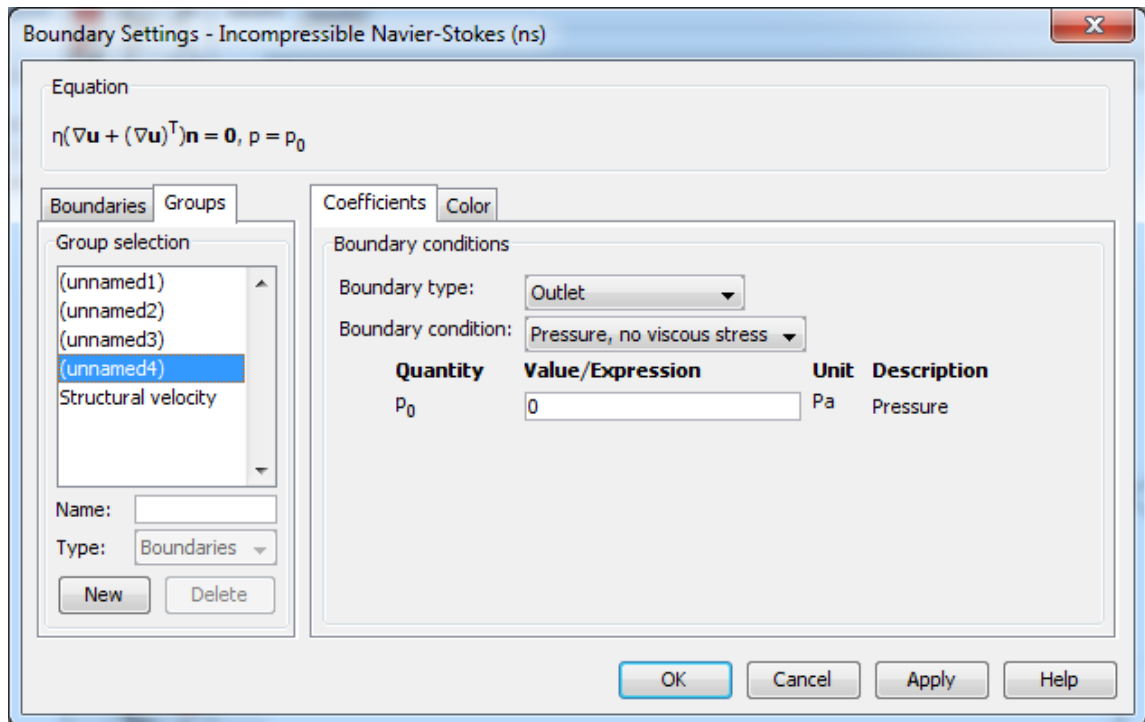 Boundary Settings - Incompressible Navier-Stokes (ns)
Equation
η(∇u + (∇u)ᵀ)n = 0, p = p₀
Boundaries Groups
Group selection
(unnamed1)
(unnamed2)
(unnamed3)
(unnamed4)
Structural velocity
Name:
Type: Boundaries
New Delete
Coefficients Color
Boundary conditions
Boundary type: Outlet
Boundary condition: Pressure, no viscous stress
Quantity Value/Expression Unit Description
p₀ 0 Pa Pressure
OK Cancel Apply Help